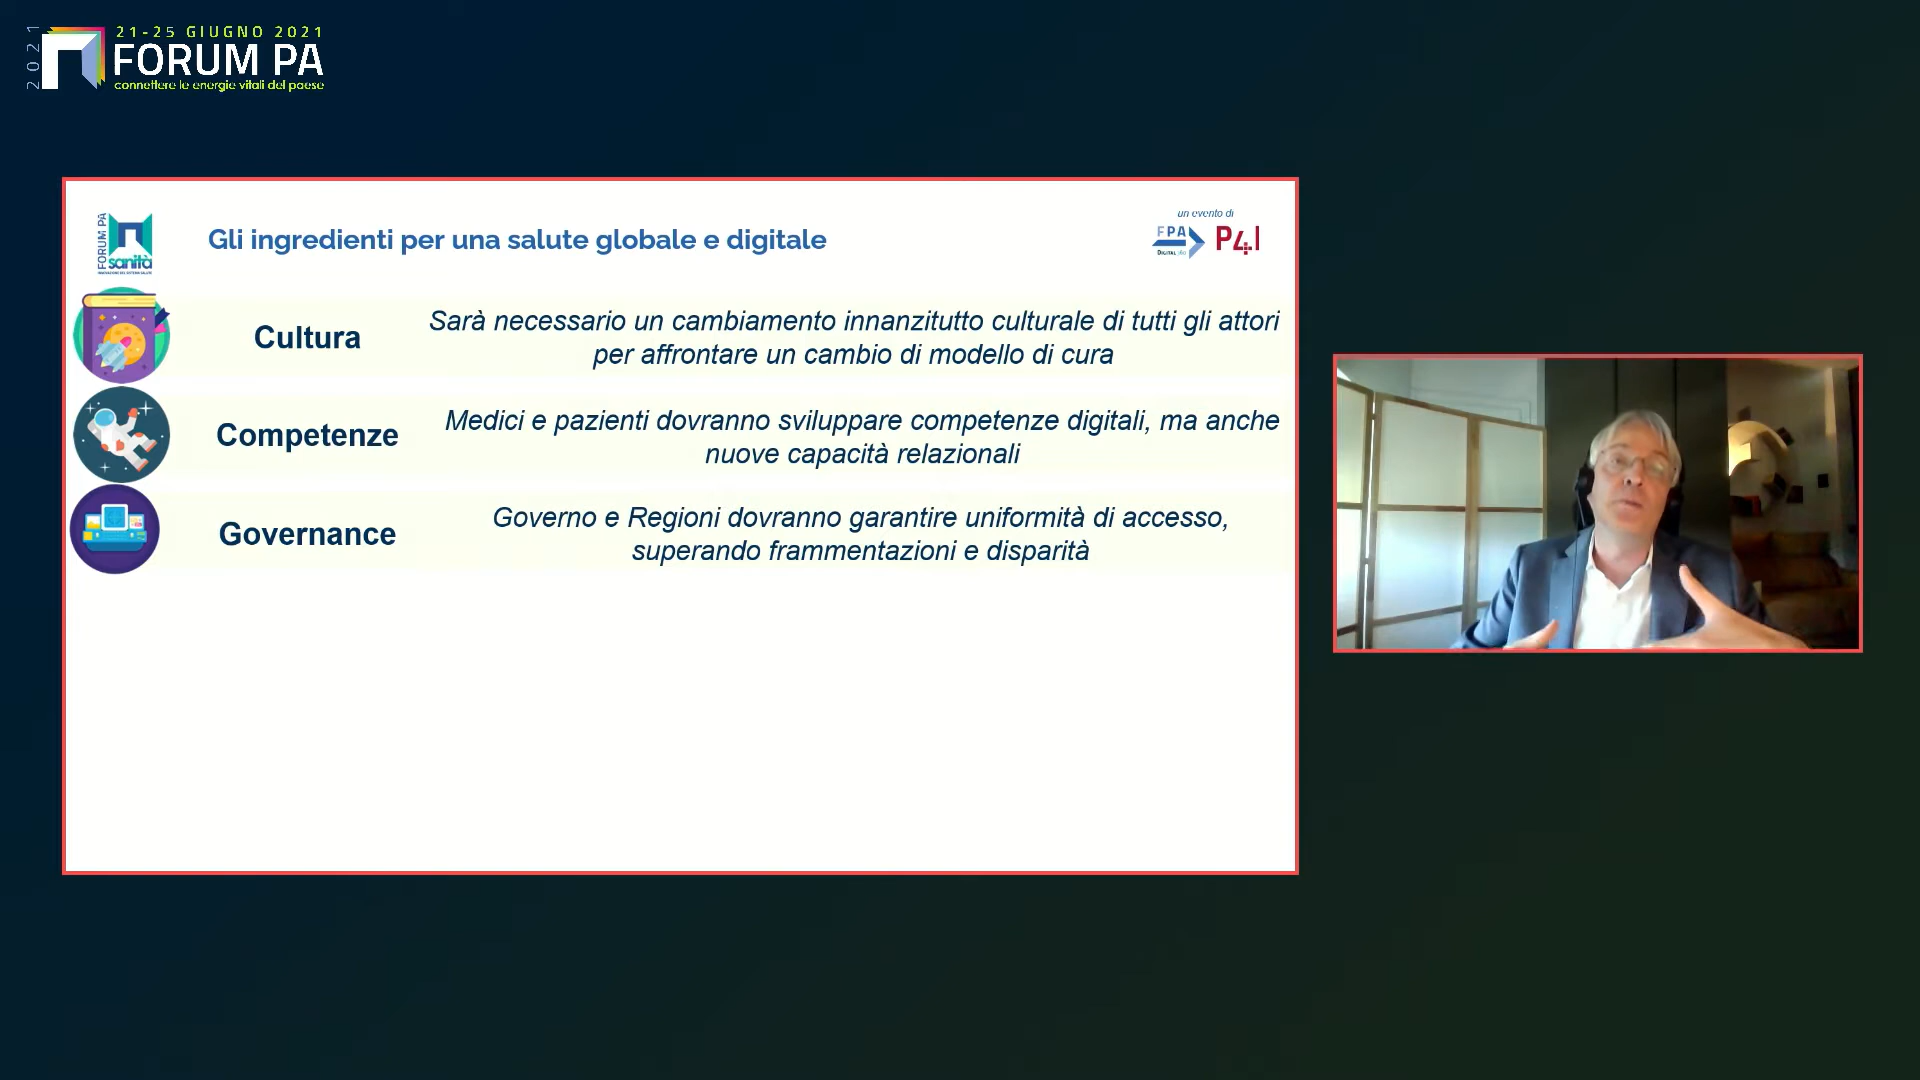 2021
21-25 GIUGNO 2021
FORUM PA
connettere le energie vitali del paese
FORUM PA
sanità
Gli ingredienti per una salute globale e digitale
un evento di
FPA
DIGITAL 360
P4I
Cultura
Sarà necessario un cambiamento innanzitutto culturale di tutti gli attori
per affrontare un cambio di modello di cura
Competenze
Medici e pazienti dovranno sviluppare competenze digitali, ma anche
nuove capacità relazionali
Governance
Governo e Regioni dovranno garantire uniformità di accesso,
superando frammentazioni e disparità